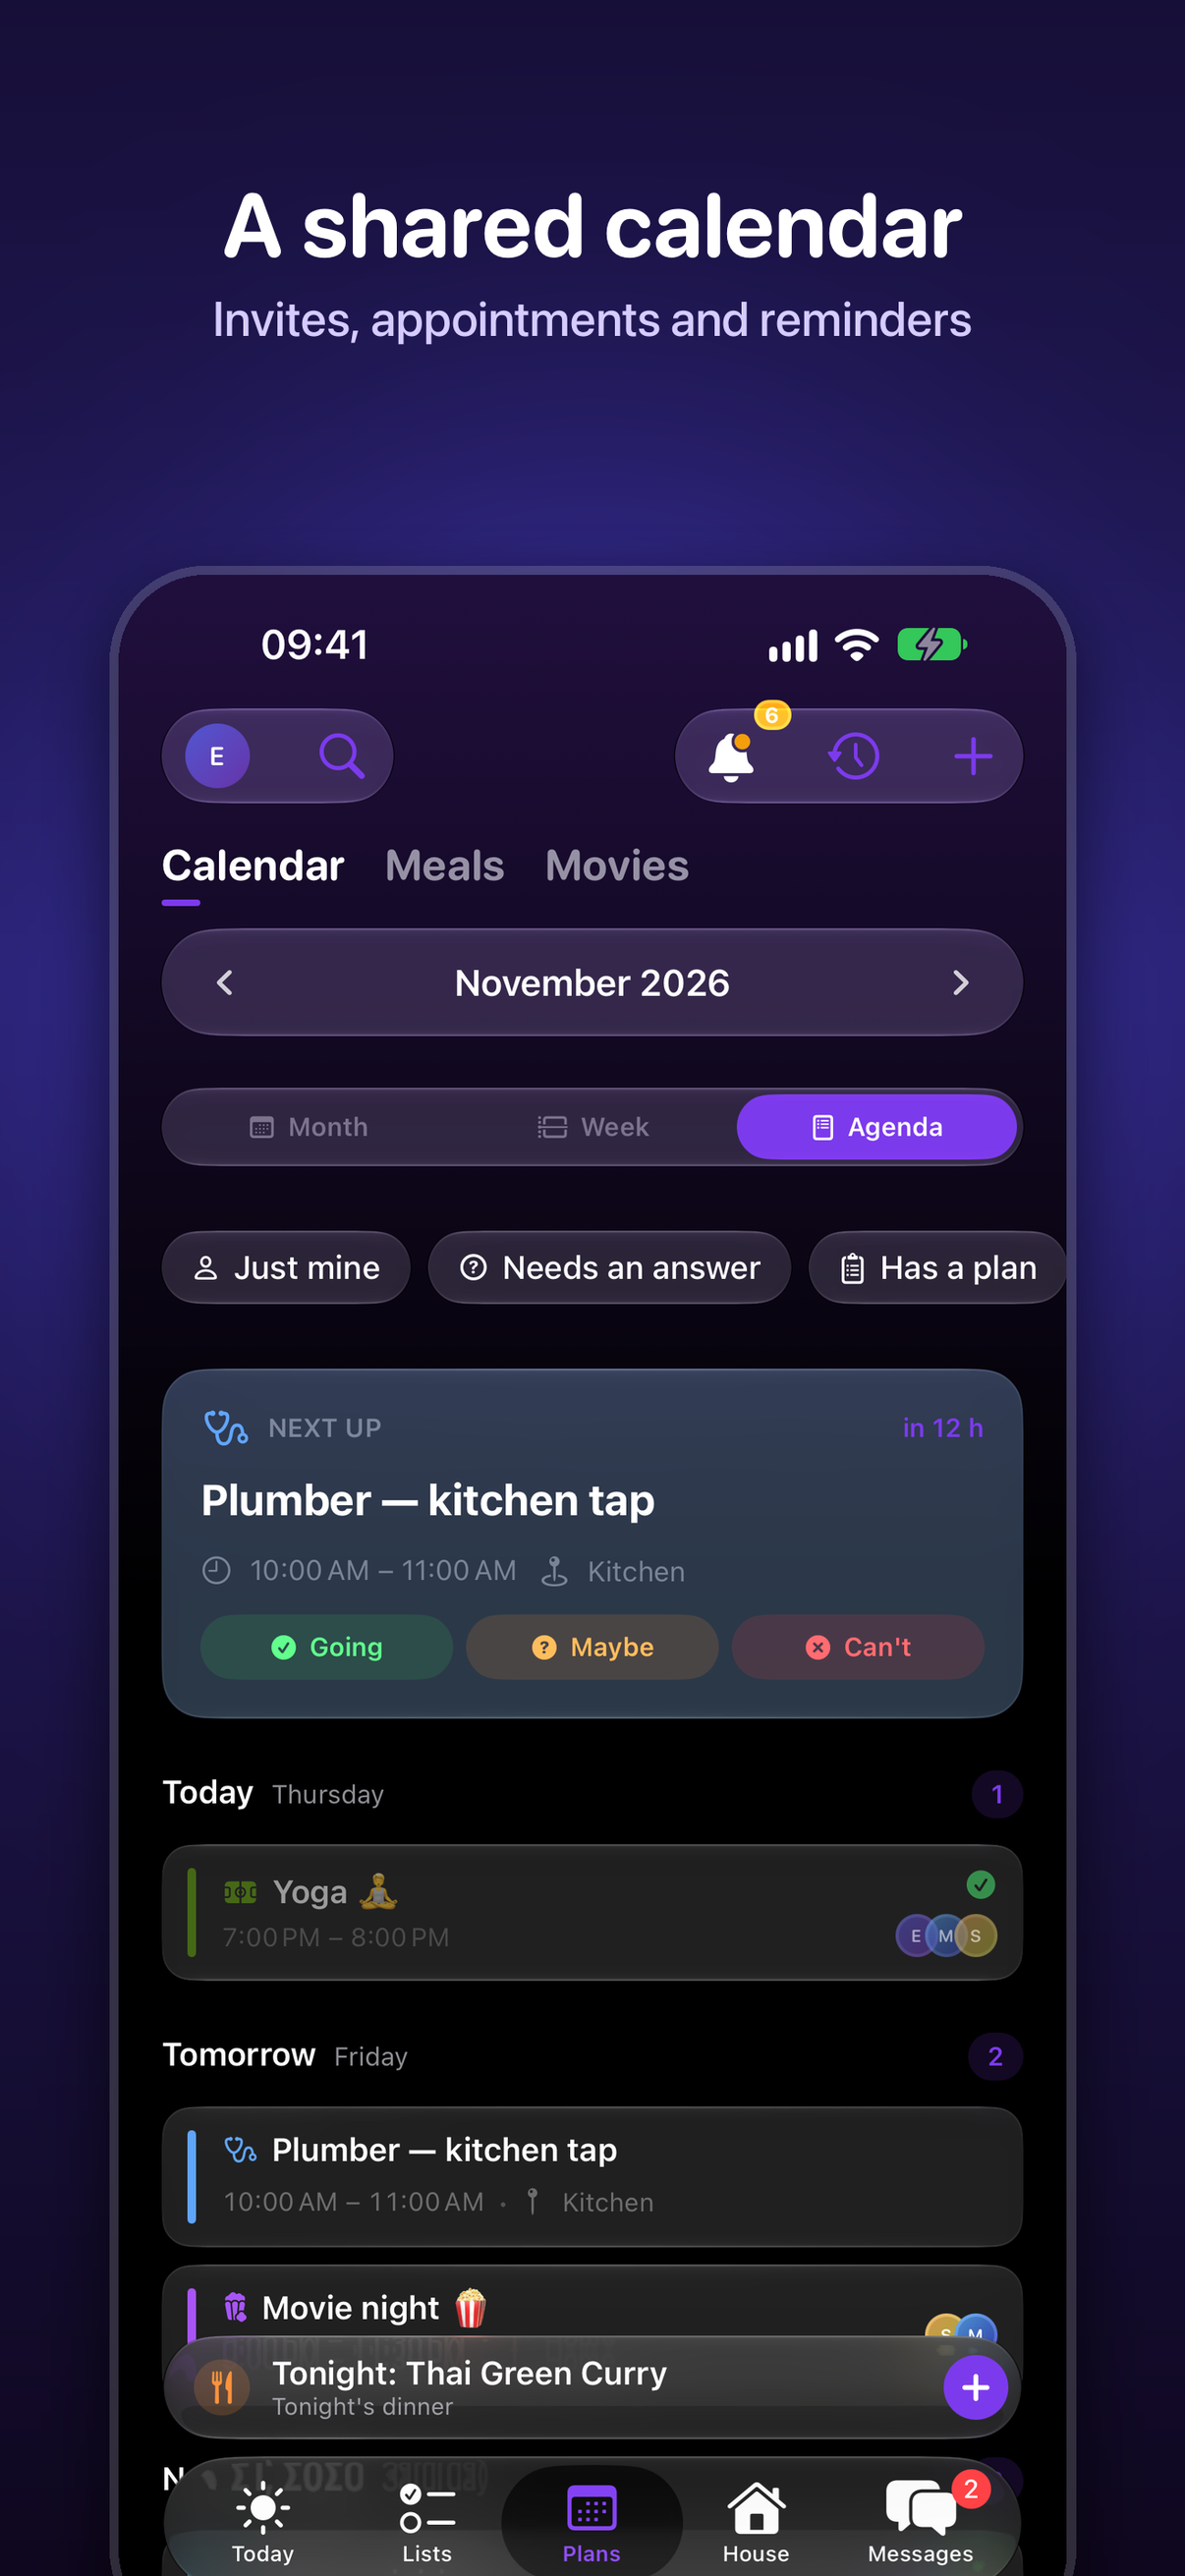 A shared calendar
Invites, appointments and reminders
09:41
6
E
Calendar Meals Movies
November 2026
Month Week Agenda
Just mine Needs an answer Has a plan
NEXT UP in 12 h
Plumber — kitchen tap
10:00 AM – 11:00 AM Kitchen
Going Maybe Can't
Today Thursday 1
Yoga
7:00 PM – 8:00 PM E M S
Tomorrow Friday 2
Plumber — kitchen tap
10:00 AM – 11:00 AM · Kitchen
Movie night
S M
Tonight: Thai Green Curry
Tonight's dinner
2
Today Lists Plans House Messages